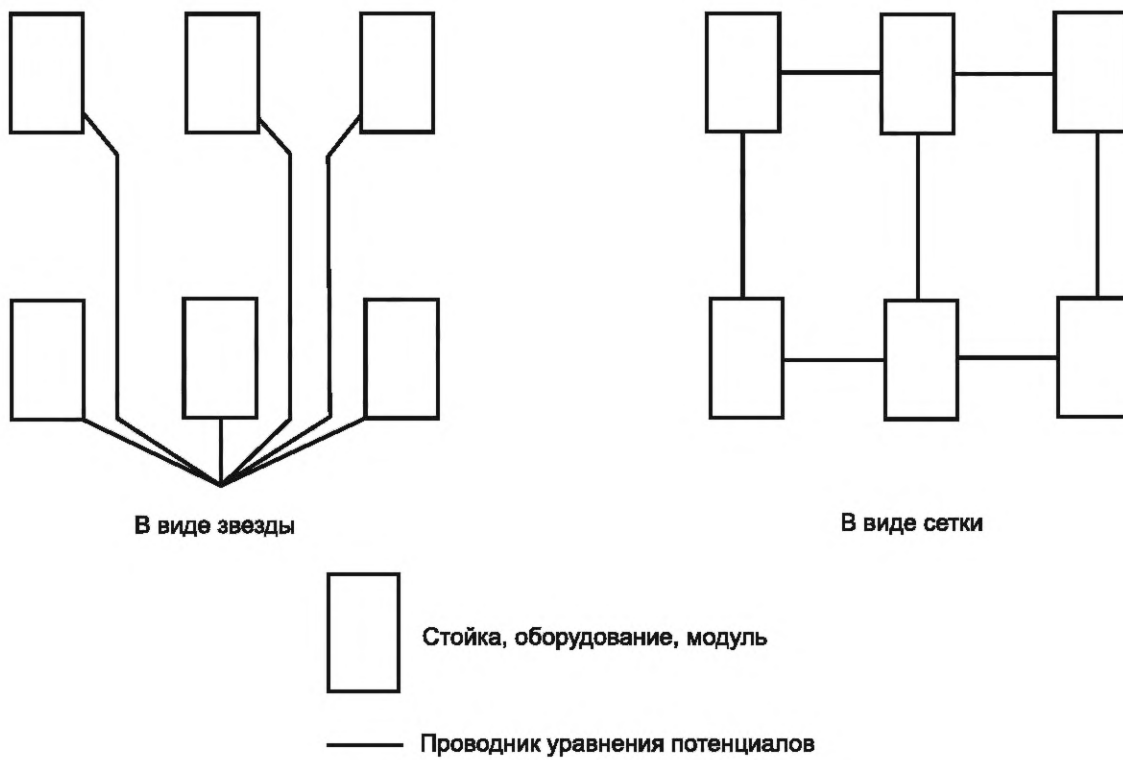 В виде звезды
В виде сетки
Стойка, оборудование, модуль
Проводник уравнения потенциалов